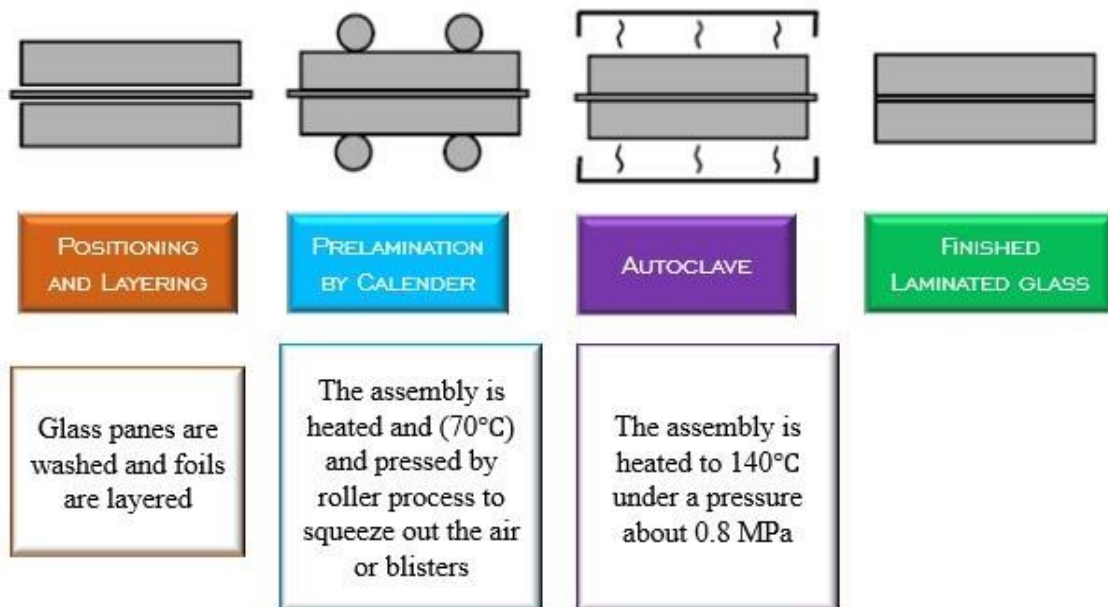 Positioning
and Layering
Prelamination
by Calender
Autoclave
Finished
Laminated glass
Glass panes are
washed and foils
are layered
The assembly is
heated and (70°C)
and pressed by
roller process to
squeeze out the air
or blisters
The assembly is
heated to 140°C
under a pressure
about 0.8 MPa